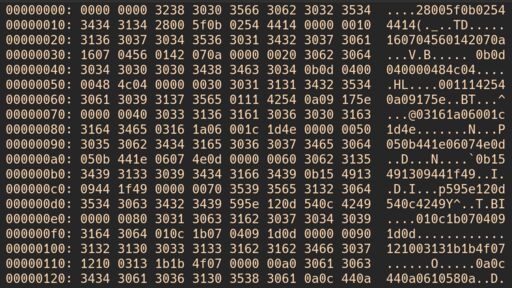 00000000: 0000 0000 3238 3030 3566 3062 3032 3534  ....28005f0b0254
00000010: 3434 3134 2800 5f0b 0254 4414 0000 0010  4414(._..TD.....
00000020: 3136 3037 3034 3536 3031 3432 3037 3061  160704560142070a
00000030: 1607 0456 0142 070a 0000 0020 3062 3064  ...V.B..... 0b0d
00000040: 3034 3030 3030 3438 3463 3034 0b0d 0400  040000484c04....
00000050: 0048 4c04 0000 0030 3031 3131 3432 3534  .HL....001114254
00000060: 3061 3039 3137 3565 0111 4254 0a09 175e  0a09175e..BT...^
00000070: 0000 0040 3033 3136 3161 3036 3030 3163  ...@03161a06001c
00000080: 3164 3465 0316 1a06 001c 1d4e 0000 0050  1d4e.......N...P
00000090: 3035 3062 3434 3165 3036 3037 3465 3064  050b441e06074e0d
000000a0: 050b 441e 0607 4e0d 0000 0060 3062 3135  ..D...N....`0b15
000000b0: 3439 3133 3039 3434 3166 3439 0b15 4913  491309441f49..I.
000000c0: 0944 1f49 0000 0070 3539 3565 3132 3064  .D.I...p595e120d
000000d0: 3534 3063 3432 3439 595e 120d 540c 4249  540c4249Y^..T.BI
000000e0: 0000 0080 3031 3063 3162 3037 3034 3039  ....010c1b070409
000000f0: 3164 3064 010c 1b07 0409 1d0d 0000 0090  1d0d............
00000100: 3132 3130 3033 3133 3162 3162 3466 3037  121003131b1b4f07
00000110: 1210 0313 1b1b 4f07 0000 00a0 3061 3063  ......O.....0a0c
00000120: 3434 3061 3036 3130 3538 3061 0a0c 440a  440a0610580a..D.